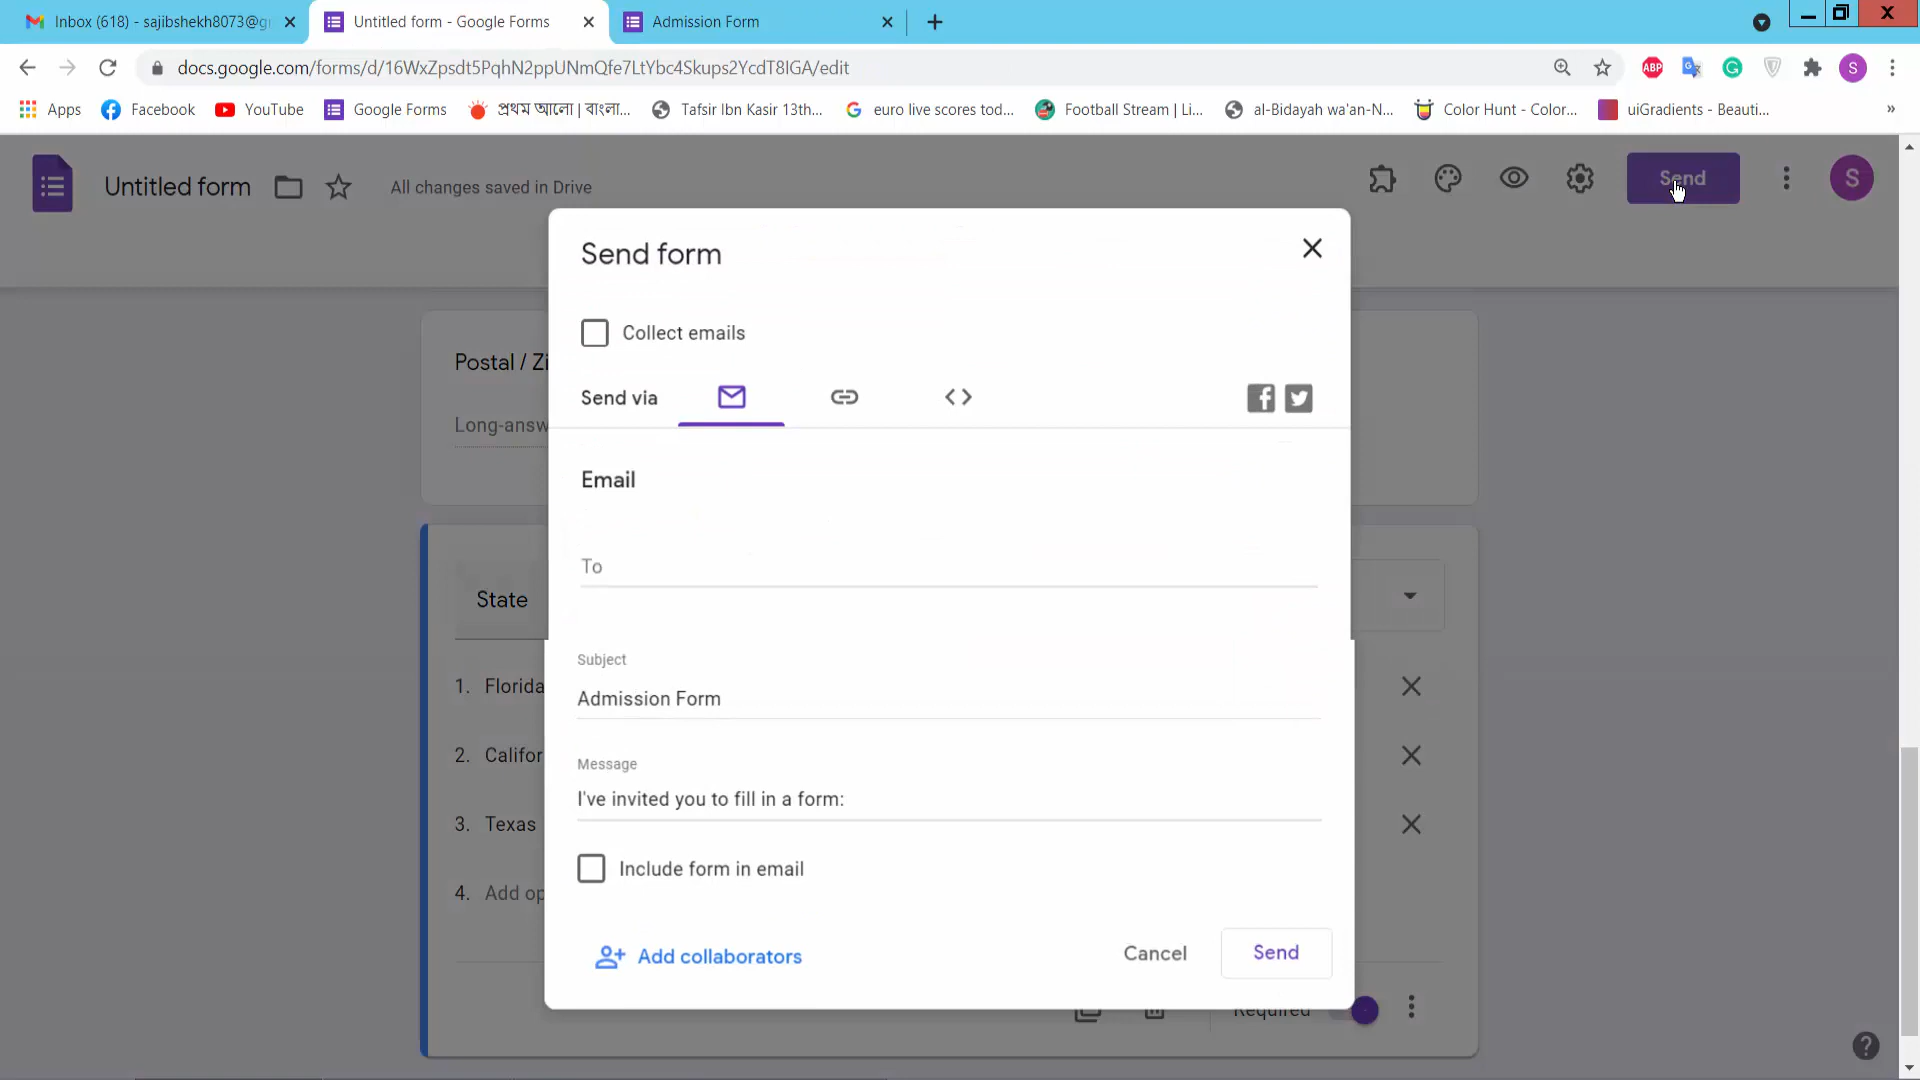 Inbox (618) - sajibshekh8073@g
Untitled form - Google Forms
Admission Form
docs.google.com/forms/d/16WxZpsdt5PqhN2ppUNmQfe7LtYbc4Skups2YcdT8IGA/edit
ABP
S
Apps
Facebook
YouTube
Google Forms
প্রথম আলো | বাংলা...
Tafsir Ibn Kasir 13th...
euro live scores tod...
Football Stream | Li...
al-Bidayah wa'an-N...
Color Hunt - Color...
uiGradients - Beauti...
»
Untitled form
All changes saved in Drive
Send
S
Send form
Collect emails
Send via
Email
To
Subject
Admission Form
Message
I've invited you to fill in a form:
Include form in email
Add collaborators
Cancel
Send
Postal / Zi
Long-answ
State
1. Florida
2. Califor
3. Texas
4. Add op
Required